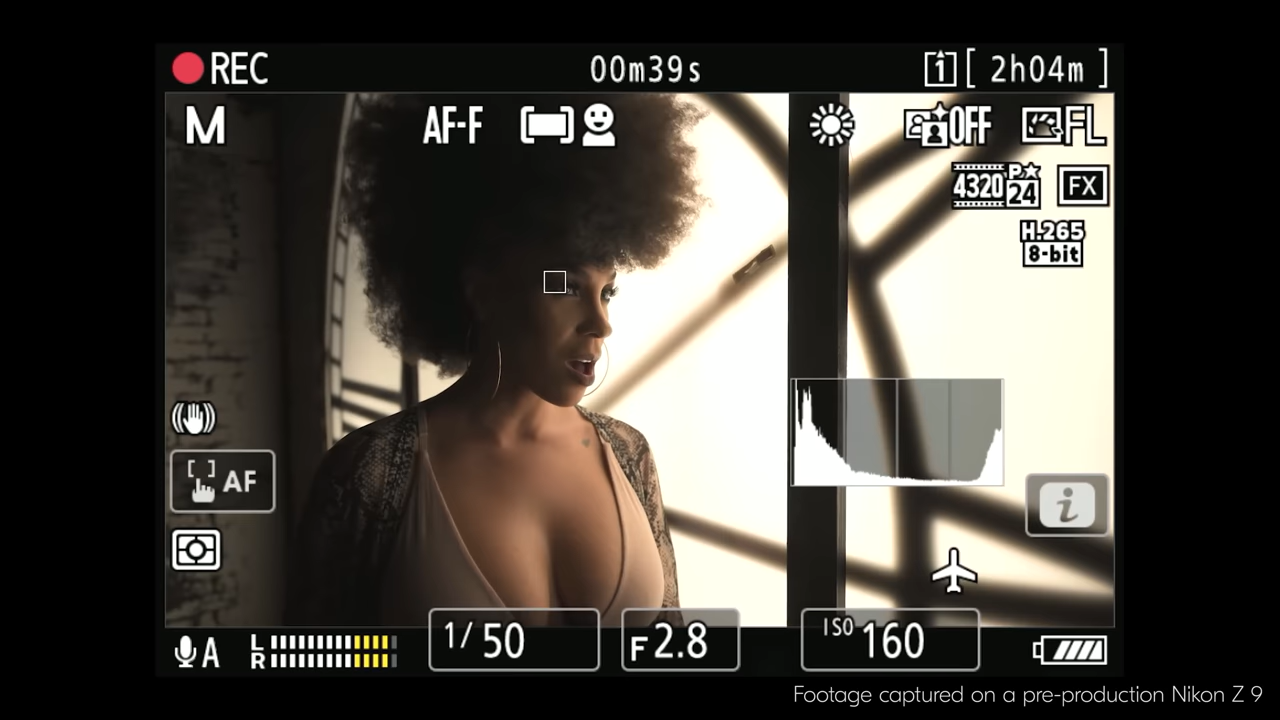 REC 00m39s 1 [ 2h04m ]
M AF-F OFF FL
4320 P★ 24 FX
H.265
8-bit
AF
i
A L
R
1/50 F2.8 ISO 160
Footage captured on a pre-production Nikon Z 9